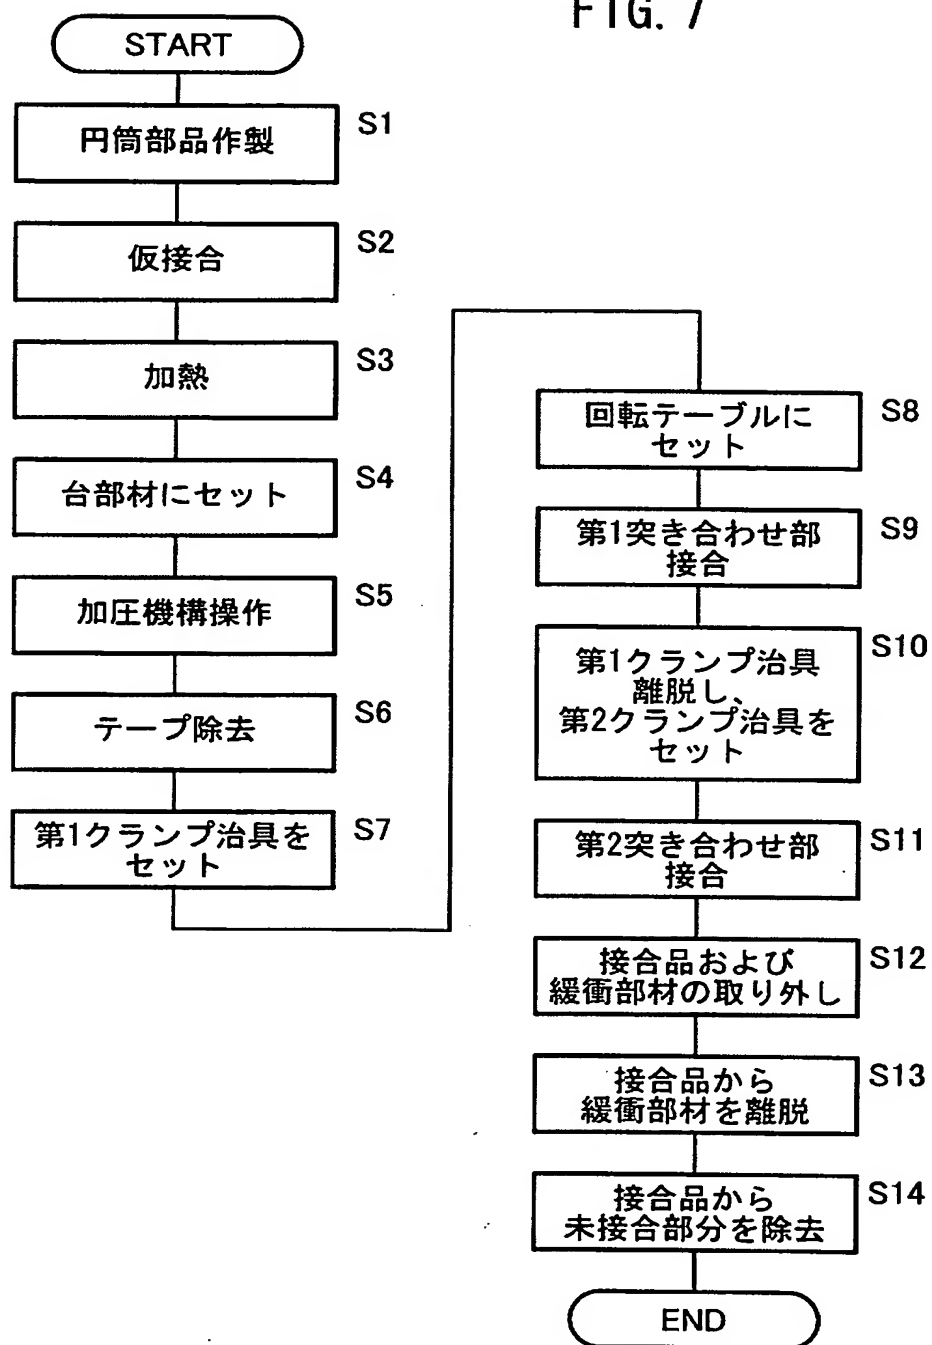 FIG. 7
START
円筒部品作製
S1
仮接合
S2
加熱
S3
台部材にセット
S4
加圧機構操作
S5
テープ除去
S6
第1クランプ治具を
セット
S7
回転テーブルに
セット
S8
第1突き合わせ部
接合
S9
第1クランプ治具
離脱し、
第2クランプ治具を
セット
S10
第2突き合わせ部
接合
S11
接合品および
緩衝部材の取り外し
S12
接合品から
緩衝部材を離脱
S13
接合品から
未接合部分を除去
S14
END